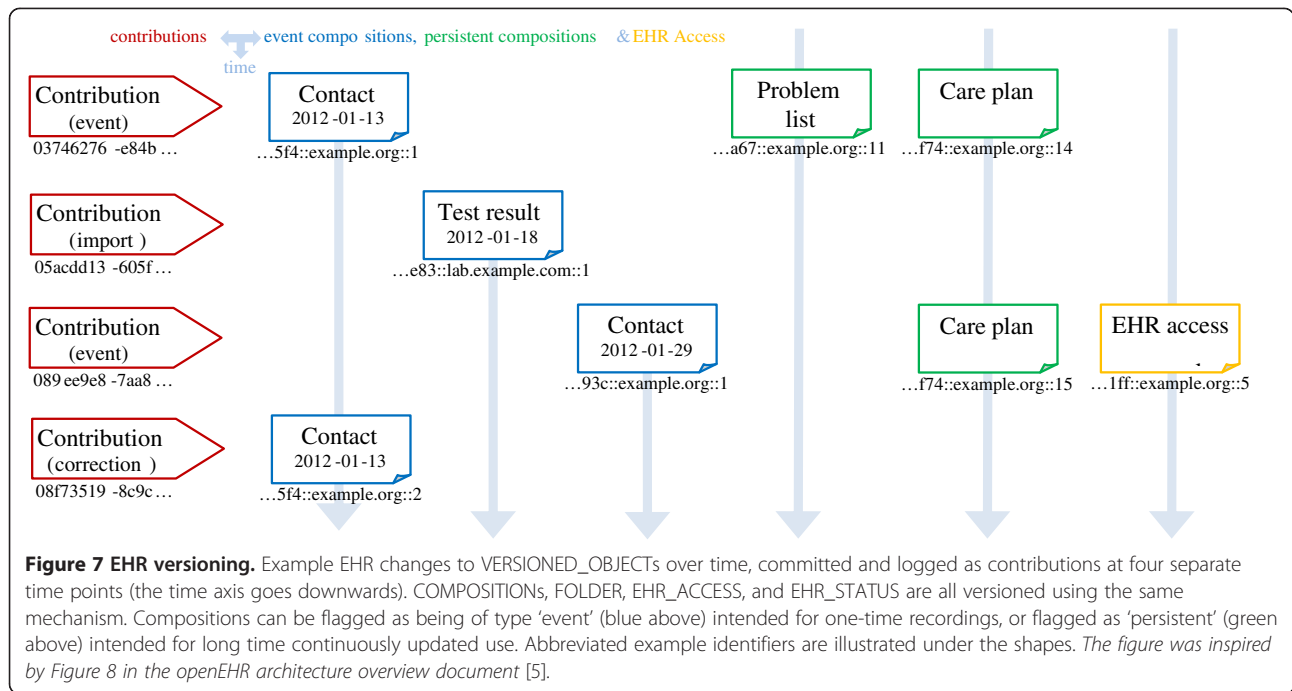 contributions event compo sitions, persistent compositions & EHR Access
time
Contribution
(event)
03746276 -e84b ...
Contact
2012 -01-13
...5f4::example.org::1
Problem
list
...a67::example.org::11
Care plan
...f74::example.org::14
Contribution
(import )
05acdd13 -605f ...
Test result
2012 -01-18
...e83::lab.example.com::1
Contribution
(event)
089 ee9e8 -7aa8 ...
Contact
2012 -01-29
...93c::example.org::1
Care plan
...f74::example.org::15
EHR access
...1ff::example.org::5
Contribution
(correction )
08f73519 -8c9c ...
Contact
2012 -01-13
...5f4::example.org::2
Figure 7 EHR versioning. Example EHR changes to VERSIONED_OBJECTs over time, committed and logged as contributions at four separate
time points (the time axis goes downwards). COMPOSITIONs, FOLDER, EHR_ACCESS, and EHR_STATUS are all versioned using the same
mechanism. Compositions can be flagged as being of type 'event' (blue above) intended for one-time recordings, or flagged as 'persistent' (green
above) intended for long time continuously updated use. Abbreviated example identifiers are illustrated under the shapes. The figure was inspired
by Figure 8 in the openEHR architecture overview document [5].